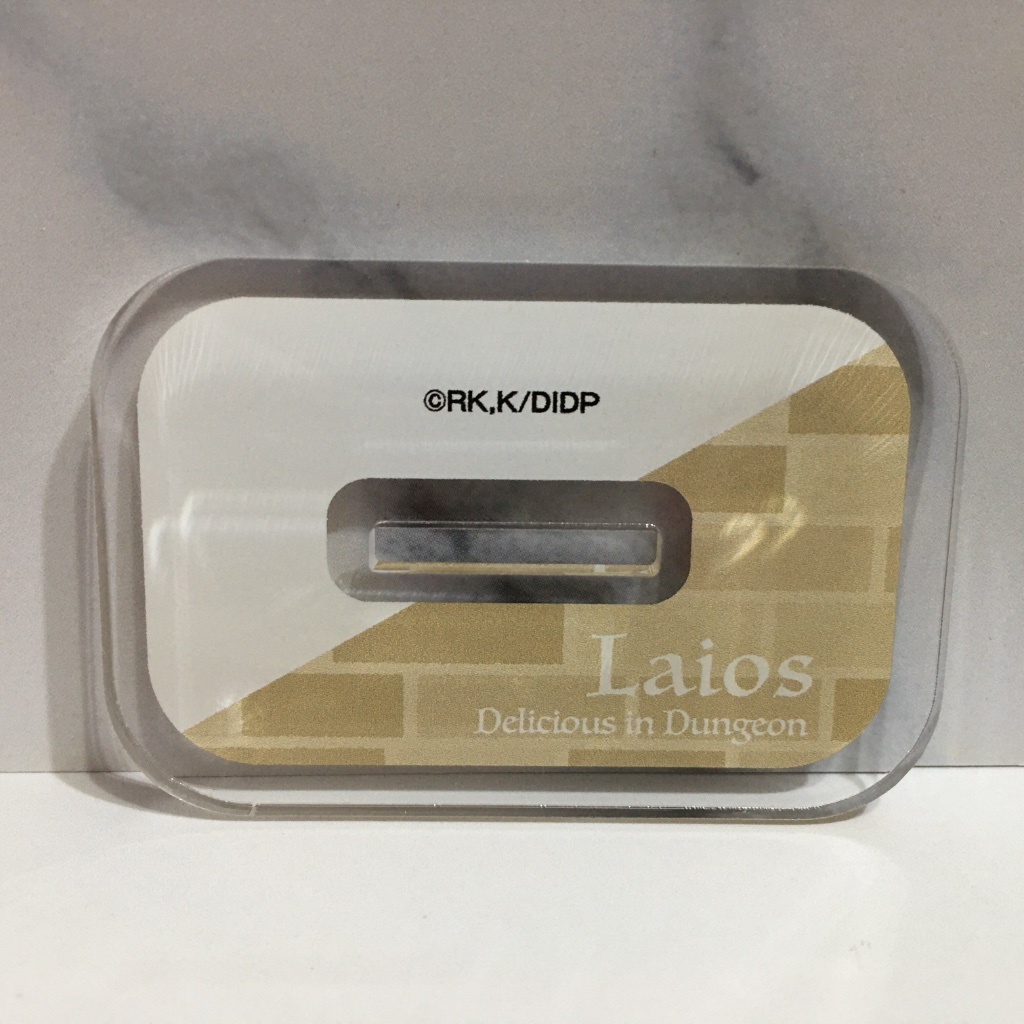 ©RK,K/DIDP
Laios
Delicious in Dungeon